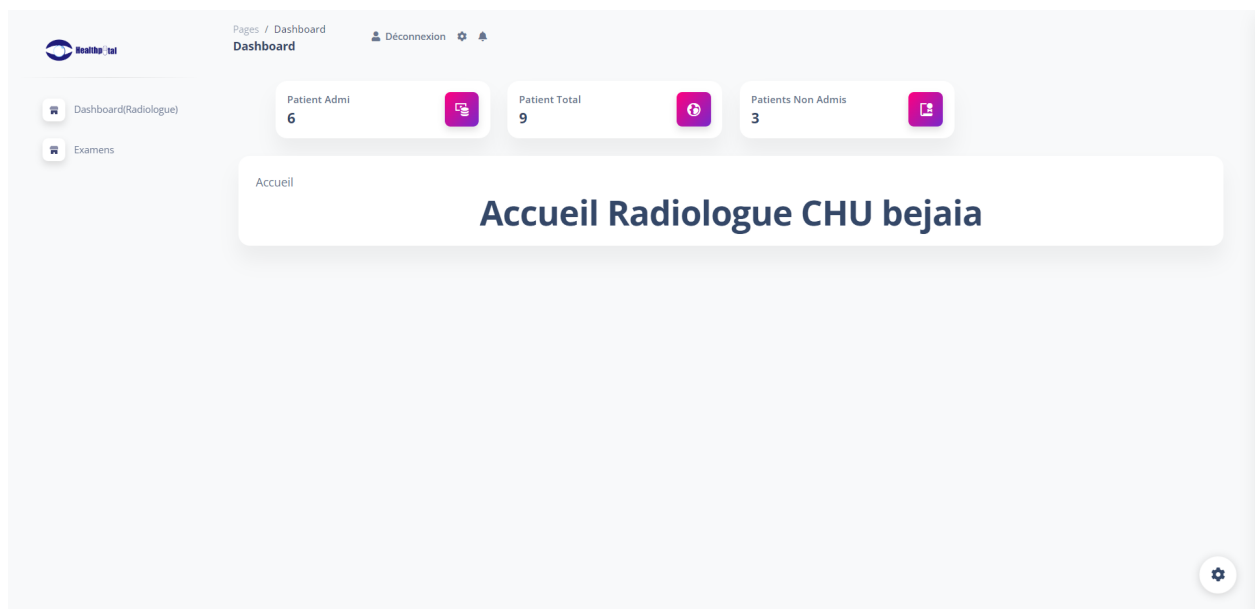 Healthpital
Pages / Dashboard
Dashboard
Déconnexion
Dashboard(Radiologue)
Examens
Patient Admi
6
Patient Total
9
Patients Non Admis
3
Accueil
Accueil Radiologue CHU bejaia